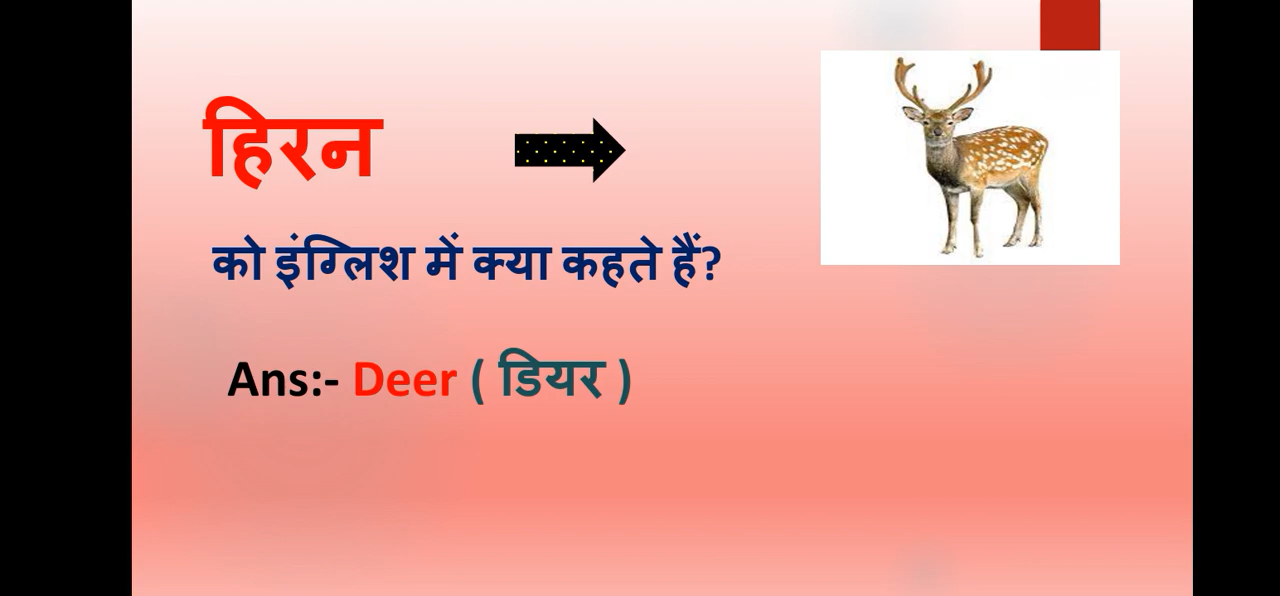 हिरन
को इंग्लिश में क्या कहते हैं?
Ans:- Deer ( डियर )